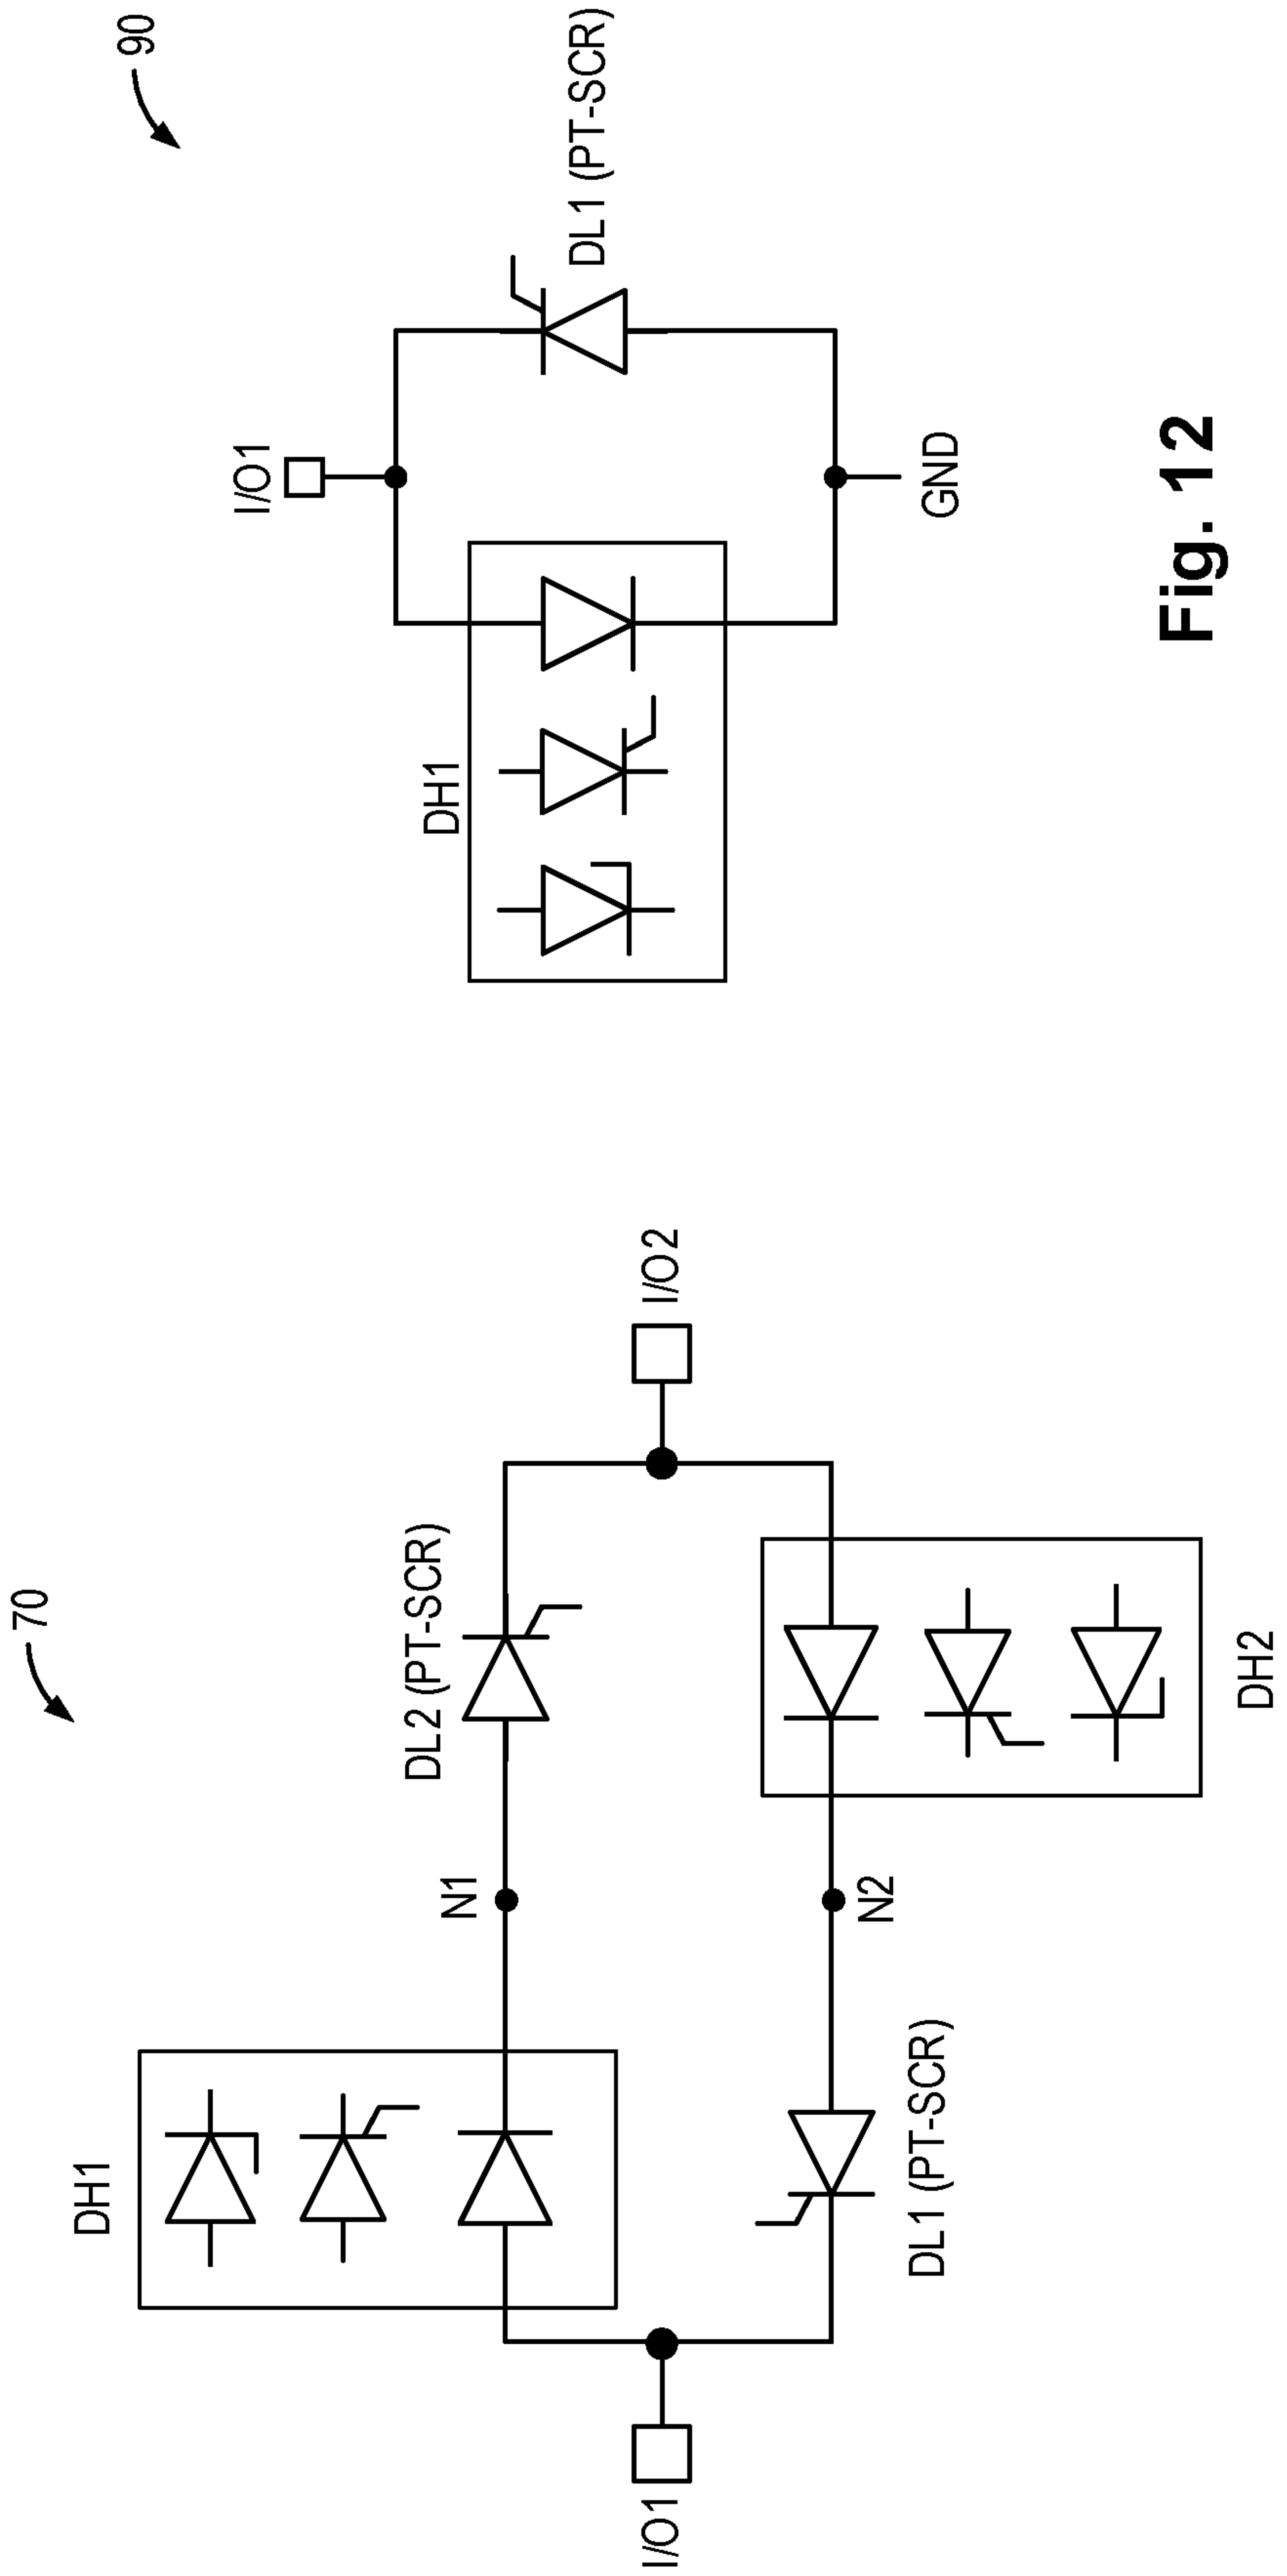 70
DH1
DL2 (PT-SCR)
N1
I/O1
I/O2
N2
DL1 (PT-SCR)
DH2
90
I/O1
DH1
DL1 (PT-SCR)
GND
Fig. 12